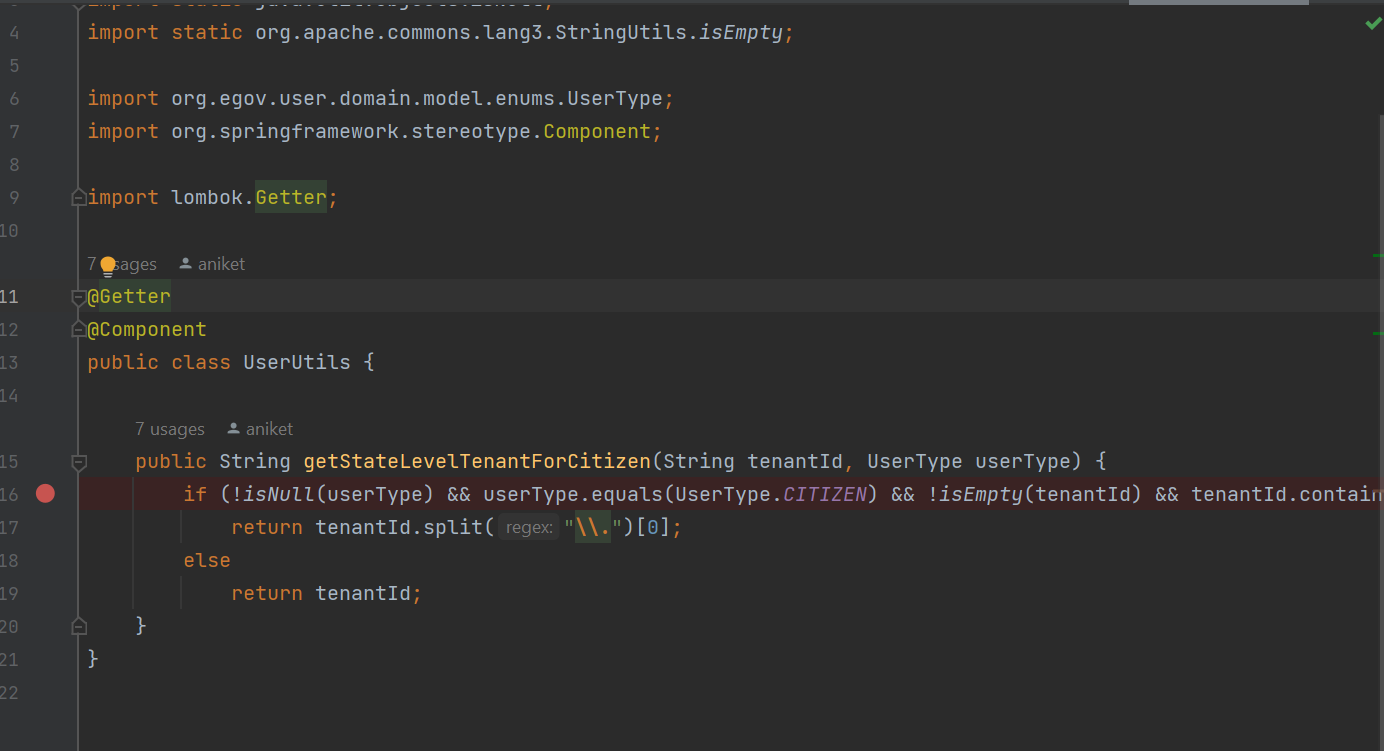 4 import static org.apache.commons.lang3.StringUtils.isEmpty;
5
6 import org.egov.user.domain.model.enums.UserType;
7 import org.springframework.stereotype.Component;
8
9 import lombok.Getter;
10
7 sages aniket
11 @Getter
12 @Component
13 public class UserUtils {
14
7 usages aniket
15 public String getStateLevelTenantForCitizen(String tenantId, UserType userType) {
16 if (!isNull(userType) && userType.equals(UserType.CITIZEN) && !isEmpty(tenantId) && tenantId.contain
17 return tenantId.split( regex: "\\.")[0];
18 else
19 return tenantId;
20 }
21 }
22